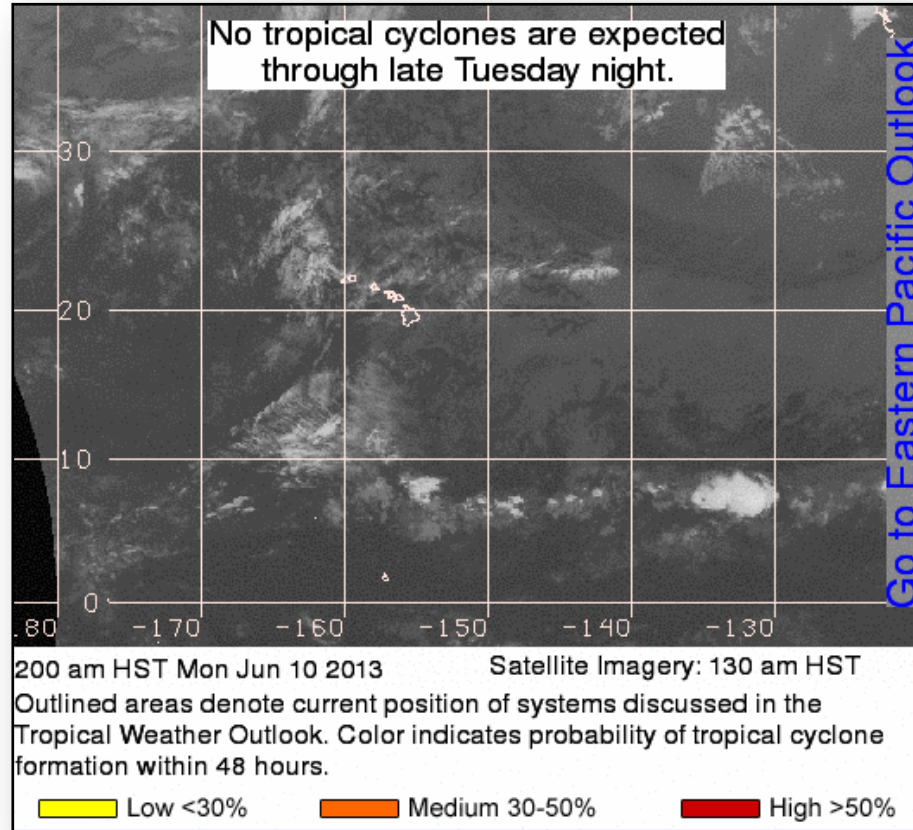 No tropical cyclones are expected
through late Tuesday night.
Go to Eastern Pacific Outlook
30
20
10
0
180 -170 -160 -150 -140 -130
200 am HST Mon Jun 10 2013 Satellite Imagery: 130 am HST
Outlined areas denote current position of systems discussed in the
Tropical Weather Outlook. Color indicates probability of tropical cyclone
formation within 48 hours.
Low <30% Medium 30-50% High >50%